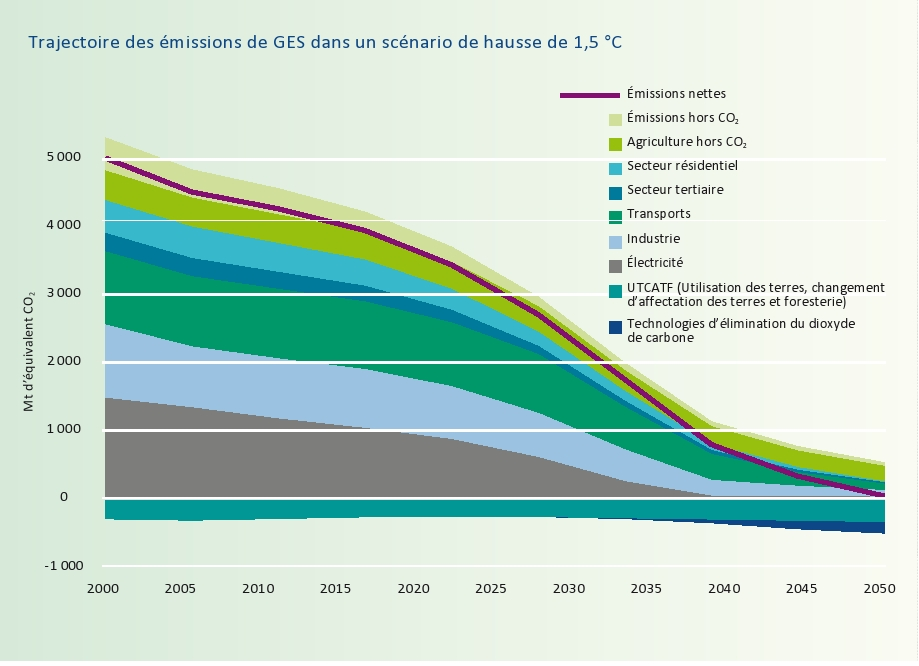 Trajectoire des émissions de GES dans un scénario de hausse de 1,5 °C
Émissions nettes
Émissions hors CO₂
Agriculture hors CO₂
Secteur résidentiel
Secteur tertiaire
Transports
Industrie
Électricité
UTCATF (Utilisation des terres, changement
d’affectation des terres et foresterie)
Technologies d’élimination du dioxyde
de carbone
Mt d’équivalent CO₂
5 000
4 000
3 000
2 000
1 000
0
-1 000
2000 2005 2010 2015 2020 2025 2030 2035 2040 2045 2050